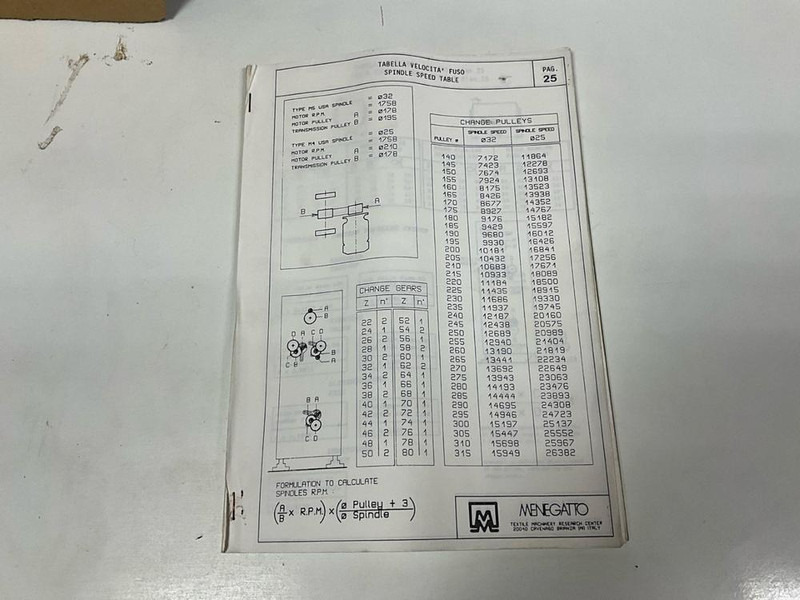 TABELLA VELOCITA' FUSO
SPINDLE SPEED TABLE
PAG.
25
TYPE M5 USA SPINDLE = ø32
MOTOR R.P.M. = 1758
MOTOR PULLEY A = ø178
TRANSMISSION PULLEY B = ø195
TYPE M4 USA SPINDLE = ø25
MOTOR R.P.M = 1758
MOTOR PULLEY A = ø210
TRANSMISSION PULLEY B = ø178
A
B
CHANGE PULLEYS
PULLEY ø SPINDLE SPEED ø32 SPINDLE SPEED ø25
140 7172 11864
145 7423 12278
150 7674 12693
155 7924 13108
160 8175 13523
165 8426 13938
170 8677 14352
175 8927 14767
180 9176 15182
185 9429 15597
190 9680 16012
195 9930 16426
200 10181 16841
205 10432 17256
210 10683 17671
215 10933 18089
220 11184 18500
225 11435 18915
230 11686 19330
235 11937 19745
240 12187 20160
245 12438 20575
250 12689 20989
255 12940 21404
260 13190 21819
265 13441 22234
270 13692 22649
275 13943 23063
280 14193 23476
285 14444 23893
290 14695 24308
295 14946 24723
300 15197 25137
305 15447 25552
310 15698 25967
315 15949 26382
A
B
D A C D
C B
B
A
B A
C D
CHANGE GEARS
Z n° Z n°
22 2 52 1
24 1 54 2
26 2 56 1
28 1 58 2
30 2 60 1
32 1 62 2
34 2 64 1
36 1 66 1
38 2 68 1
40 1 70 1
42 2 72 1
44 1 74 1
46 2 76 1
48 1 78 1
50 2 80 1
FORMULATION TO CALCULATE
SPINDLES R.P.M.
(A/B x R.P.M.) x (ø Pulley + 3 / ø Spindle)
MENEGATTO
TEXTILE MACHINERY RESEARCH CENTER
20040 CAVENAGO BRIANZA (MI) ITALY